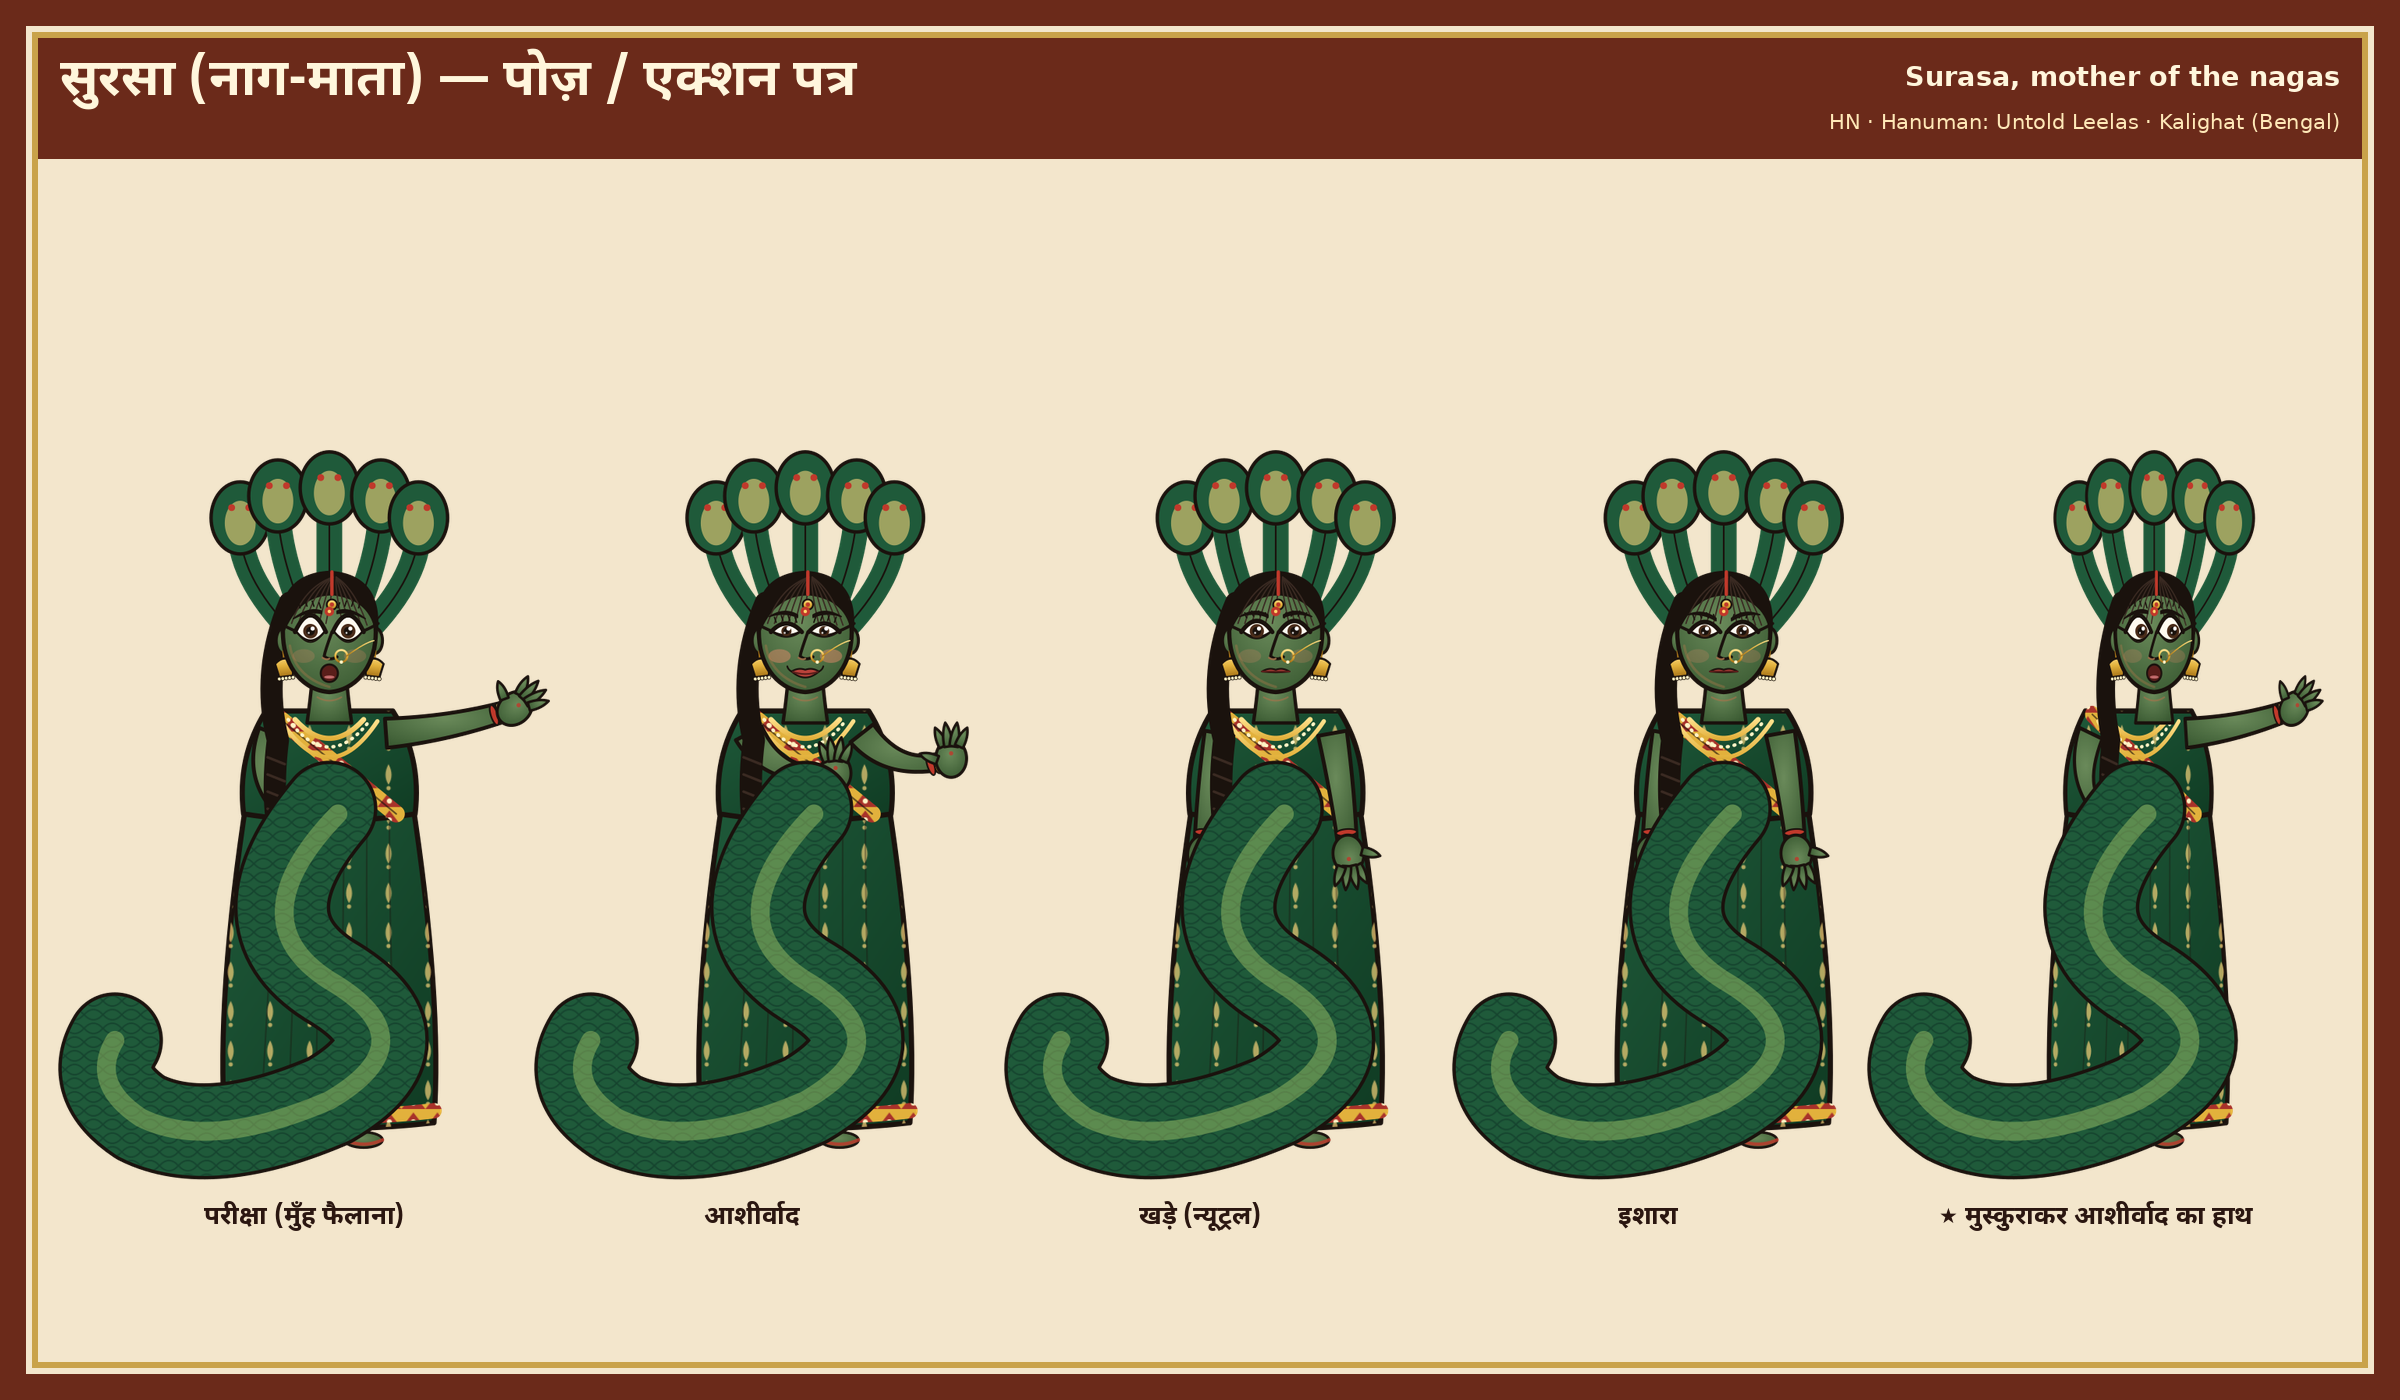 सुरसा (नाग-माता) — पोज़ / एक्शन पत्र
Surasa, mother of the nagas
HN · Hanuman: Untold Leelas · Kalighat (Bengal)
परीक्षा (मुँह फैलाना)
आशीर्वाद
खड़े (न्यूट्रल)
इशारा
★ मुस्कुराकर आशीर्वाद का हाथ